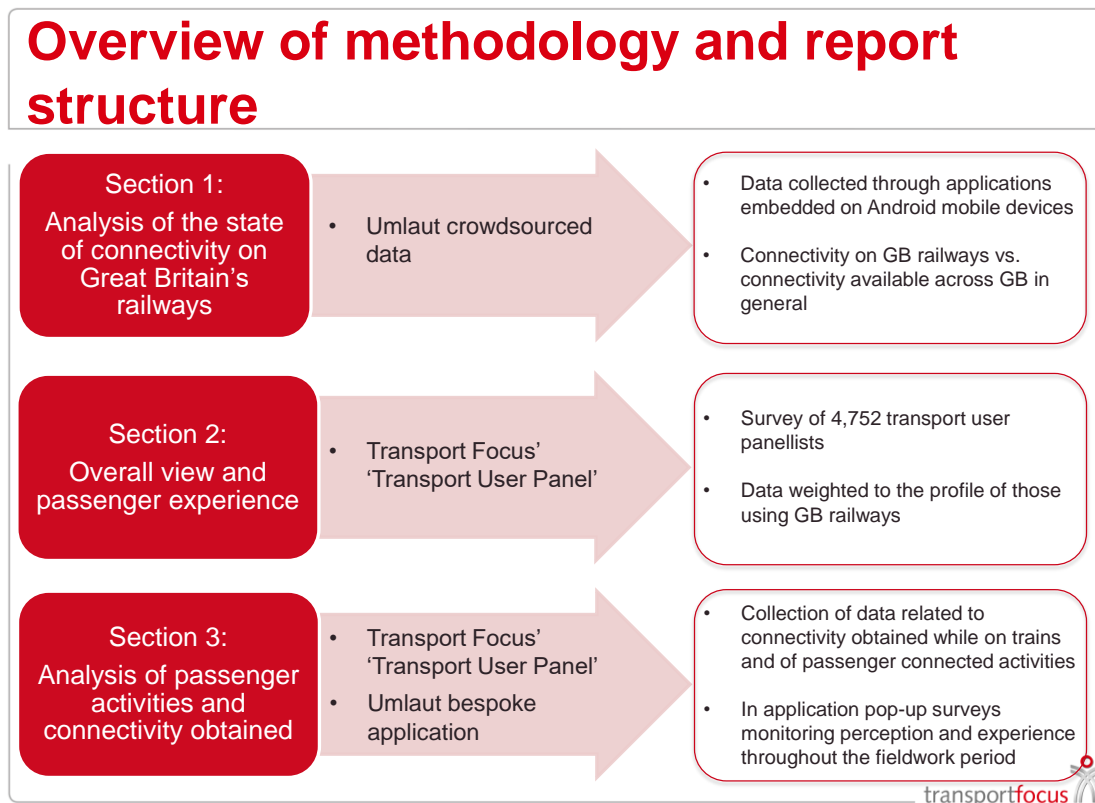 Overview of methodology and report
structure
Section 1:
Analysis of the state
of connectivity on
Great Britain's
railways
• Umlaut crowdsourced
data
• Data collected through applications
embedded on Android mobile devices
• Connectivity on GB railways vs.
connectivity available across GB in
general
Section 2:
Overall view and
passenger experience
• Transport Focus'
'Transport User Panel'
• Survey of 4,752 transport user
panellists
• Data weighted to the profile of those
using GB railways
Section 3:
Analysis of passenger
activities and
connectivity obtained
• Transport Focus'
'Transport User Panel'
• Umlaut bespoke
application
• Collection of data related to
connectivity obtained while on trains
and of passenger connected activities
• In application pop-up surveys
monitoring perception and experience
throughout the fieldwork period
transportfocus